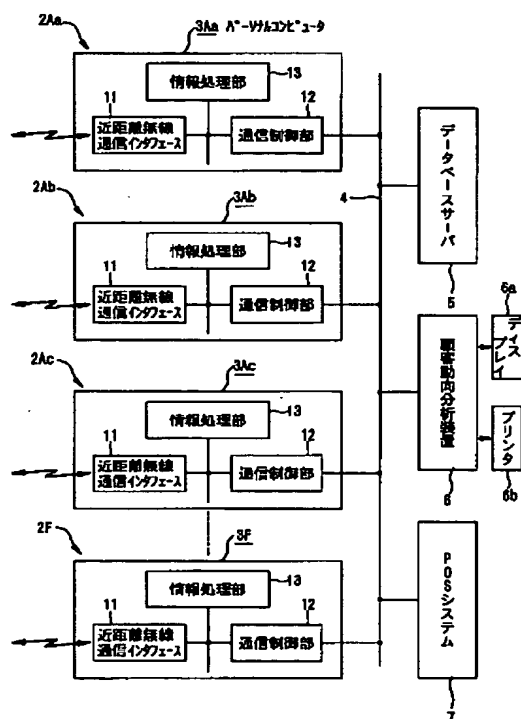 2Aa
3Aa パーソナルコンピュータ
情報処理部
13
11
近距離無線
通信インタフェース
12
通信制御部
2Ab
3Ab
情報処理部
13
11
近距離無線
通信インタフェース
12
通信制御部
2Ac
3Ac
情報処理部
13
11
近距離無線
通信インタフェース
12
通信制御部
2F
3F
情報処理部
13
11
近距離無線
通信インタフェース
12
通信制御部
4
データベースサーバ
5
顧客動向分析装置
6
6a
ディス
プレイ
プリンタ
6b
POSシステム
7